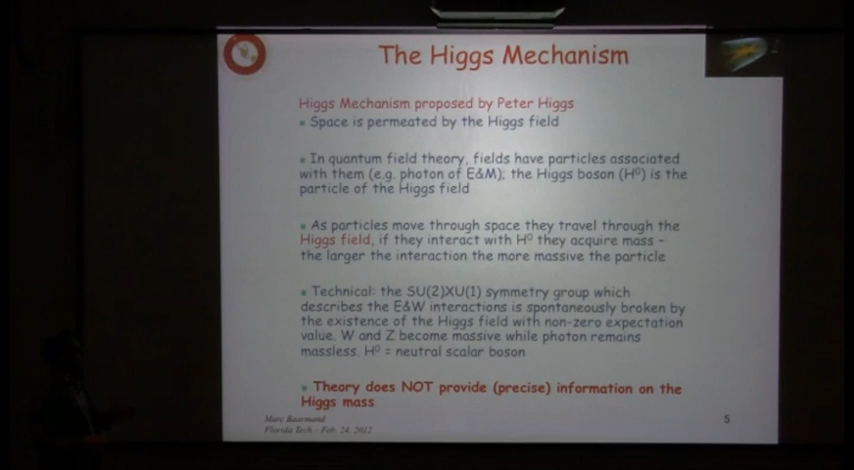 The Higgs Mechanism
Higgs Mechanism proposed by Peter Higgs
▪ Space is permeated by the Higgs field
▪ In quantum field theory, fields have particles associated
with them (e.g. photon of E&M); the Higgs boson (H⁰) is the
particle of the Higgs field
▪ As particles move through space they travel through the
Higgs field, if they interact with H⁰ they acquire mass –
the larger the interaction the more massive the particle
▪ Technical: the SU(2)XU(1) symmetry group which
describes the E&W interactions is spontaneously broken by
the existence of the Higgs field with non-zero expectation
value. W and Z become massive while photon remains
massless. H⁰ = neutral scalar boson
▪ Theory does NOT provide (precise) information on the
Higgs mass
Marc Baarmand
Florida Tech – Feb. 24, 2012
5